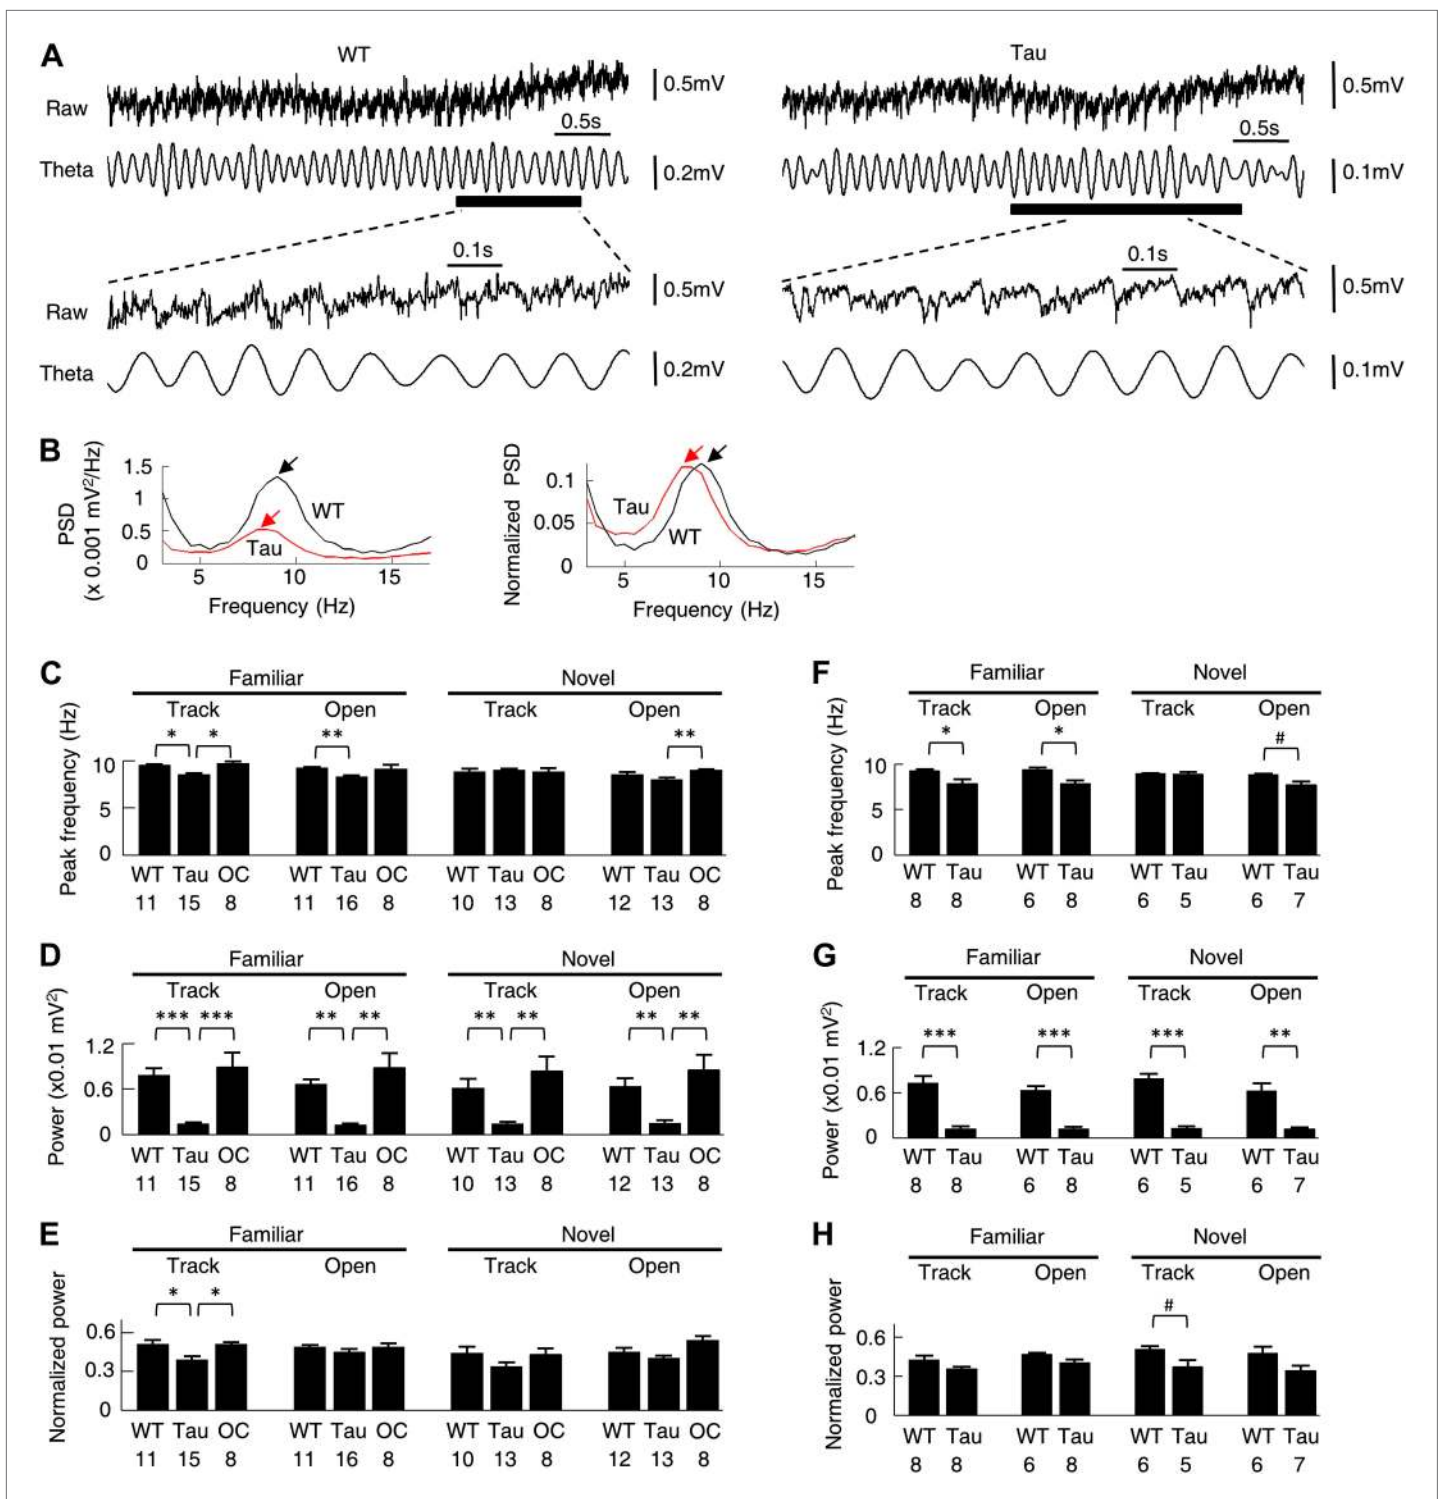 A
WT
Tau
Raw
0.5mV
0.5mV
0.5s
0.5s
Theta
0.2mV
0.1mV
0.1s
0.1s
Raw
0.5mV
0.5mV
Theta
0.2mV
0.1mV
B
PSD
(x 0.001 mV²/Hz)
1.5
1
0.5
0
WT
Tau
5 10 15
Frequency (Hz)
Normalized PSD
0.1
0.05
0
Tau
WT
5 10 15
Frequency (Hz)
C
Familiar Novel
Track Open Track Open
* * ** **
Peak frequency (Hz)
10
5
0
WT Tau OC WT Tau OC WT Tau OC WT Tau OC
11 15 8 11 16 8 10 13 8 12 13 8
F
Familiar Novel
Track Open Track Open
* * #
Peak frequency (Hz)
10
5
0
WT Tau WT Tau WT Tau WT Tau
8 8 6 8 6 5 6 7
D
Familiar Novel
Track Open Track Open
*** *** ** ** ** ** ** **
Power (x0.01 mV²)
1.2
0.6
0
WT Tau OC WT Tau OC WT Tau OC WT Tau OC
11 15 8 11 16 8 10 13 8 12 13 8
G
Familiar Novel
Track Open Track Open
*** *** *** **
Power (x0.01 mV²)
1.2
0.6
0
WT Tau WT Tau WT Tau WT Tau
8 8 6 8 6 5 6 7
E
Familiar Novel
Track Open Track Open
* *
Normalized power
0.6
0.3
0
WT Tau OC WT Tau OC WT Tau OC WT Tau OC
11 15 8 11 16 8 10 13 8 12 13 8
H
Familiar Novel
Track Open Track Open
#
Normalized power
0.6
0.3
0
WT Tau WT Tau WT Tau WT Tau
8 8 6 8 6 5 6 7